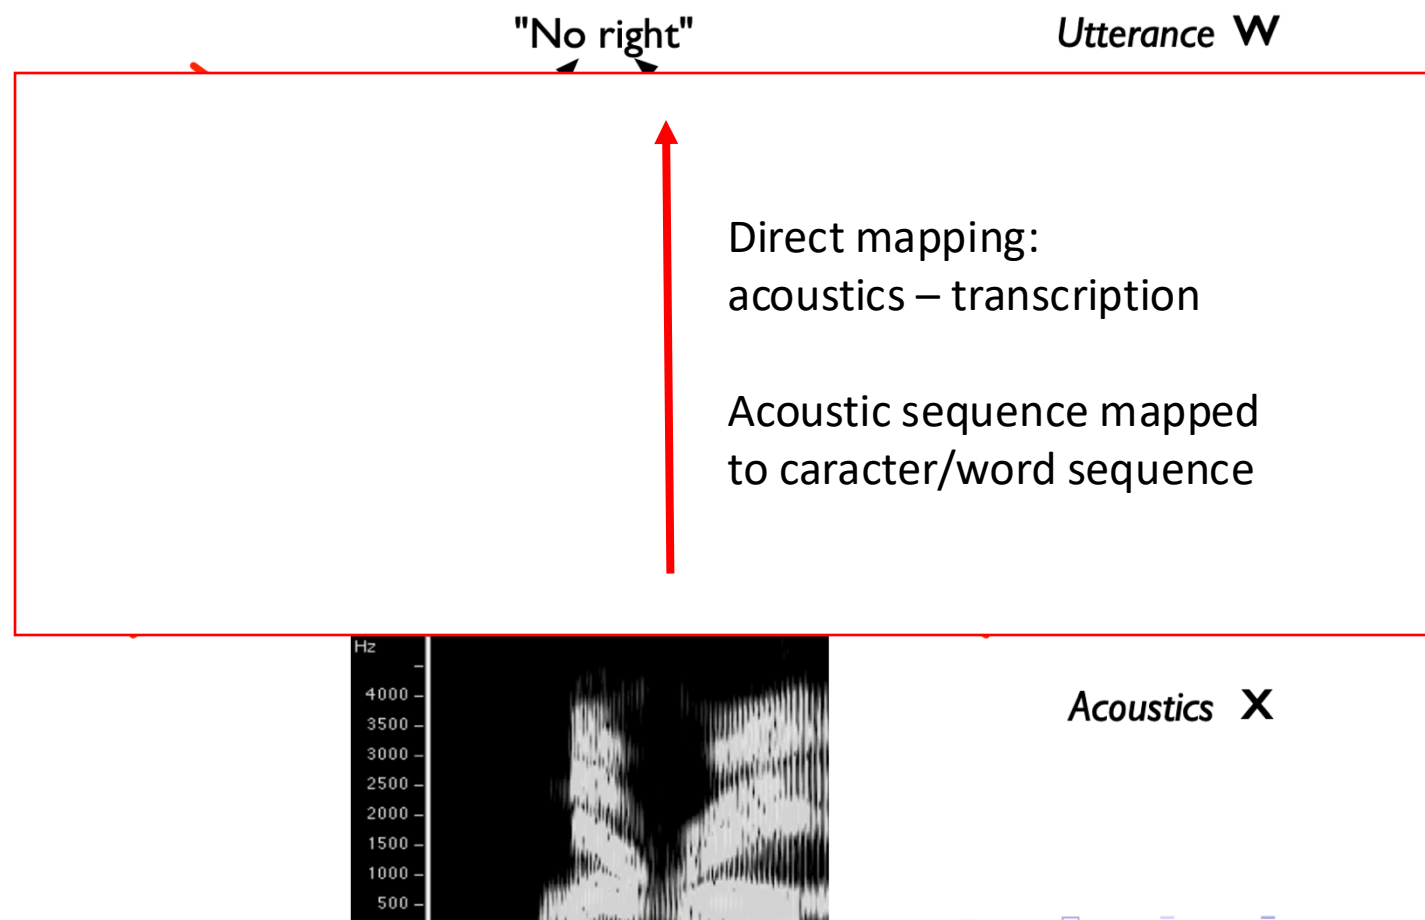 "No right"
Utterance W
Direct mapping:
acoustics – transcription
Acoustic sequence mapped
to caracter/word sequence
Hz
4000
Acoustics X
3500
3000
2500
2000
1500
1000
500